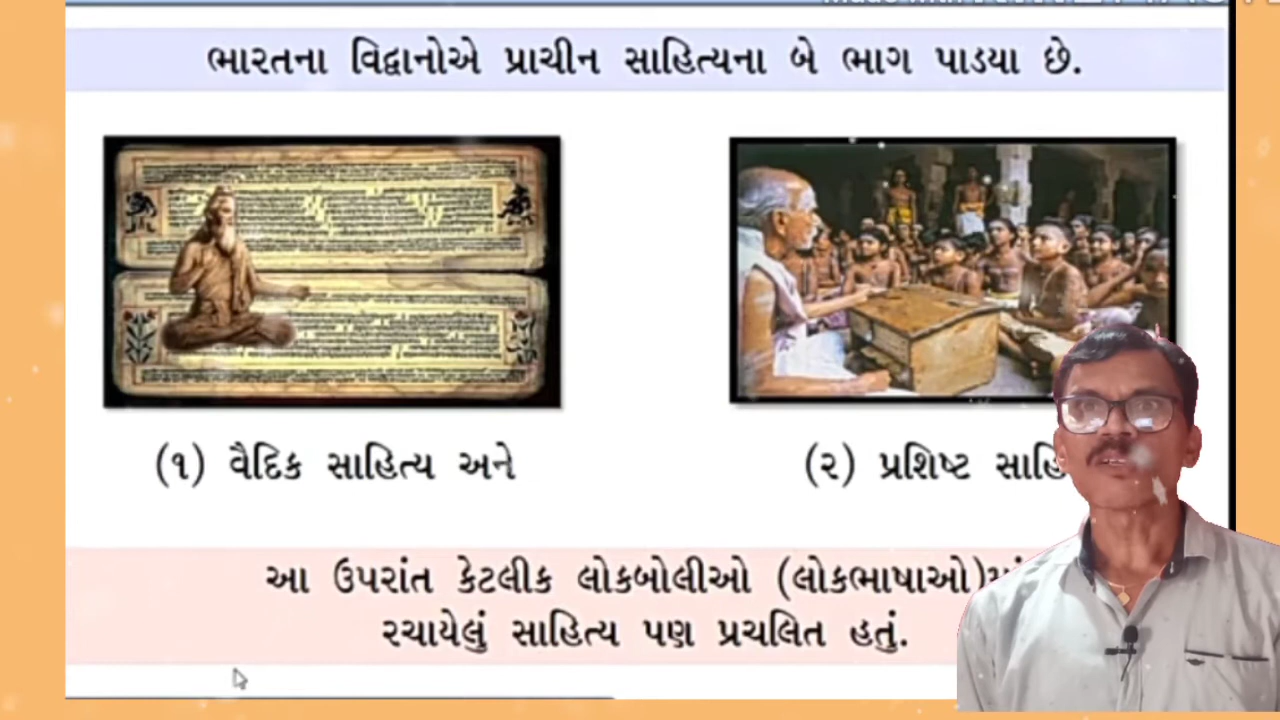 ભારતના વિદ્વાનોએ પ્રાચીન સાહિત્યના બે ભાગ પાડયા છે.
(૧) વૈદિક સાહિત્ય અને
(૨) પ્રશિષ્ટ
આ ઉપરાંત કેટલીક લોકબોલીઓ (લોકભાષાઓ)
રચાયેલું સાહિત્ય પણ પ્રચલિત હતું.